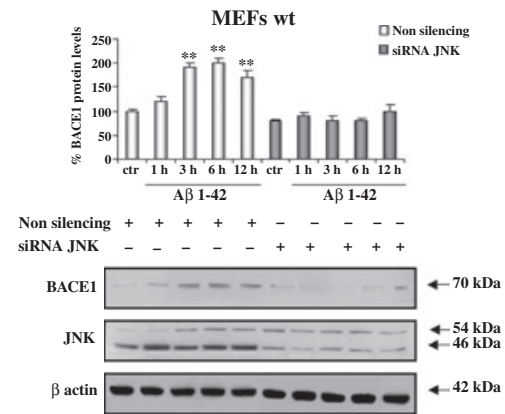 MEFs wt
Non silencing
siRNA JNK
% BACE1 protein levels
250
200
150
100
50
0
** ** **
ctr 1 h 3 h 6 h 12 h ctr 1 h 3 h 6 h 12 h
Aβ 1-42 Aβ 1-42
Non silencing + + + + + – – – – –
siRNA JNK – – – – – + + + + +
BACE1 70 kDa
JNK 54 kDa
46 kDa
β actin 42 kDa